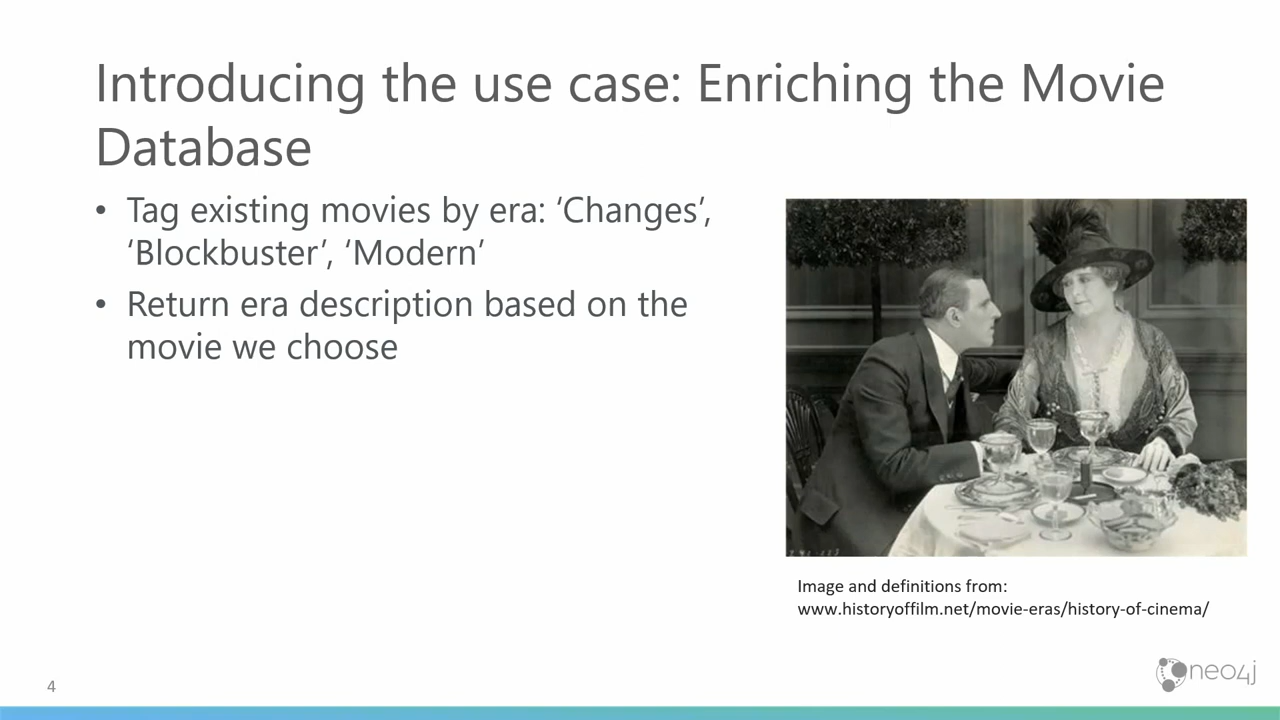 Introducing the use case: Enriching the Movie
Database
• Tag existing movies by era: ‘Changes’,
‘Blockbuster’, ‘Modern’
• Return era description based on the
movie we choose
Image and definitions from:
www.historyoffilm.net/movie-eras/history-of-cinema/
4
neo4j